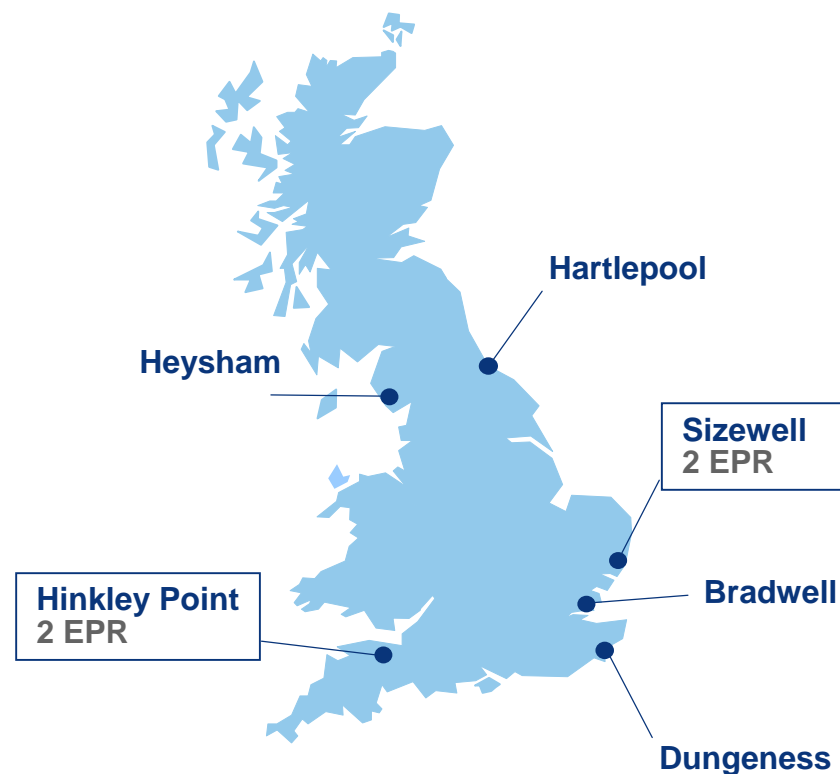 Hartlepool
Heysham
Sizewell
2 EPR
Hinkley Point
2 EPR
Bradwell
Dungeness